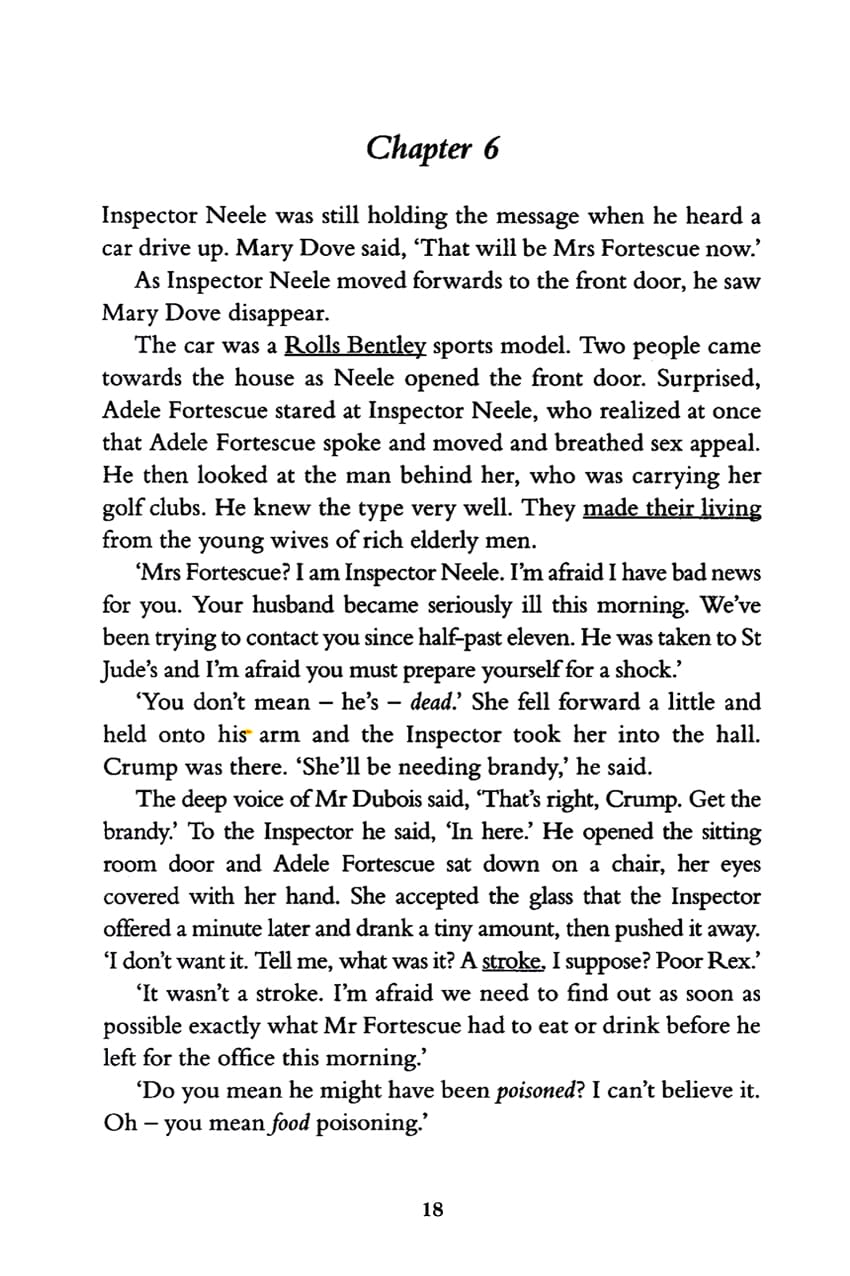 Chapter 6
Inspector Neele was still holding the message when he heard a
car drive up. Mary Dove said, ‘That will be Mrs Fortescue now.’
As Inspector Neele moved forwards to the front door, he saw
Mary Dove disappear.
The car was a Rolls Bentley sports model. Two people came
towards the house as Neele opened the front door. Surprised,
Adele Fortescue stared at Inspector Neele, who realized at once
that Adele Fortescue spoke and moved and breathed sex appeal.
He then looked at the man behind her, who was carrying her
golf clubs. He knew the type very well. They made their living
from the young wives of rich elderly men.
‘Mrs Fortescue? I am Inspector Neele. I’m afraid I have bad news
for you. Your husband became seriously ill this morning. We’ve
been trying to contact you since half-past eleven. He was taken to St
Jude’s and I’m afraid you must prepare yourself for a shock.’
‘You don’t mean – he’s – dead.’ She fell forward a little and
held onto his arm and the Inspector took her into the hall.
Crump was there. ‘She’ll be needing brandy,’ he said.
The deep voice of Mr Dubois said, ‘That’s right, Crump. Get the
brandy.’ To the Inspector he said, ‘In here.’ He opened the sitting
room door and Adele Fortescue sat down on a chair, her eyes
covered with her hand. She accepted the glass that the Inspector
offered a minute later and drank a tiny amount, then pushed it away.
‘I don’t want it. Tell me, what was it? A stroke, I suppose? Poor Rex.’
‘It wasn’t a stroke. I’m afraid we need to find out as soon as
possible exactly what Mr Fortescue had to eat or drink before he
left for the office this morning.’
‘Do you mean he might have been poisoned? I can’t believe it.
Oh – you mean food poisoning.’
18